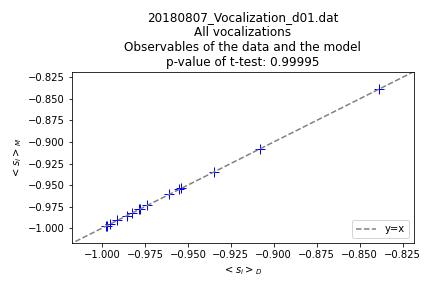 20180807_Vocalization_d01.dat
All vocalizations
Observables of the data and the model
p-value of t-test: 0.99995
<s_i>_M
−0.825
−0.850
−0.875
−0.900
−0.925
−0.950
−0.975
−1.000
y=x
−1.000 −0.975 −0.950 −0.925 −0.900 −0.875 −0.850 −0.825
<s_i>_D